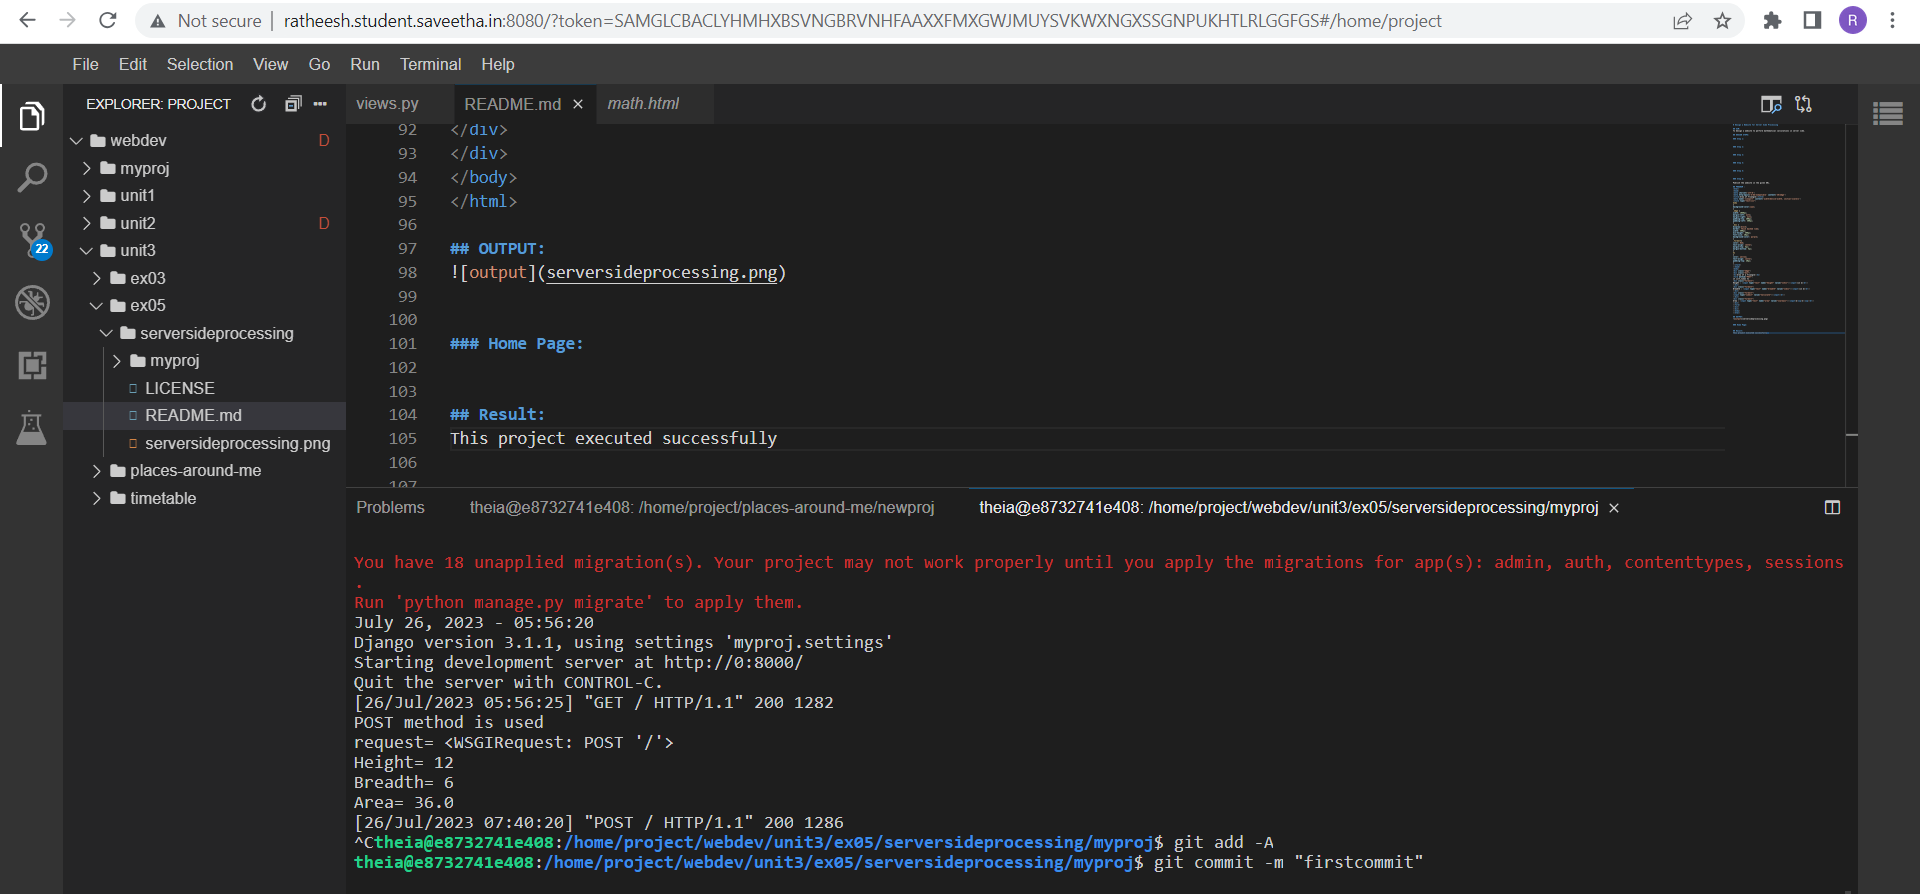 Not secure | ratheesh.student.saveetha.in:8080/?token=SAMGLCBACLYHMHXBSVNGBRVNHFAAXXFMXGWJMUYSVKWXNGXSSGNPUKHTLRLGGFGS#/home/project
R
File Edit Selection View Go Run Terminal Help
EXPLORER: PROJECT
views.py README.md × math.html
webdev D
myproj
unit1
unit2 D
unit3
ex03
ex05
serversideprocessing
myproj
LICENSE
README.md
serversideprocessing.png
places-around-me
timetable
22
92 </div>
93 </div>
94 </body>
95 </html>
96
97 ## OUTPUT:
98 ![output](serversideprocessing.png)
99
100
101 ### Home Page:
102
103
104 ## Result:
105 This project executed successfully
106
107
Problems theia@e8732741e408: /home/project/places-around-me/newproj theia@e8732741e408: /home/project/webdev/unit3/ex05/serversideprocessing/myproj ×
You have 18 unapplied migration(s). Your project may not work properly until you apply the migrations for app(s): admin, auth, contenttypes, sessions
.
Run 'python manage.py migrate' to apply them.
July 26, 2023 - 05:56:20
Django version 3.1.1, using settings 'myproj.settings'
Starting development server at http://0:8000/
Quit the server with CONTROL-C.
[26/Jul/2023 05:56:25] "GET / HTTP/1.1" 200 1282
POST method is used
request= <WSGIRequest: POST '/'>
Height= 12
Breadth= 6
Area= 36.0
[26/Jul/2023 07:40:20] "POST / HTTP/1.1" 200 1286
^Ctheia@e8732741e408:/home/project/webdev/unit3/ex05/serversideprocessing/myproj$ git add -A
theia@e8732741e408:/home/project/webdev/unit3/ex05/serversideprocessing/myproj$ git commit -m "firstcommit"